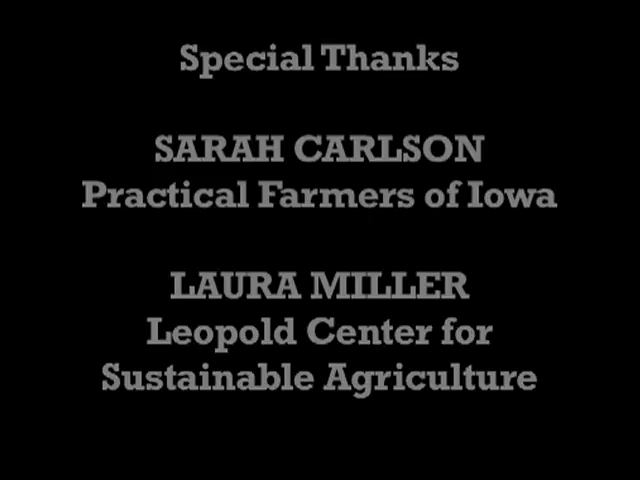 Special Thanks
SARAH CARLSON
Practical Farmers of Iowa
LAURA MILLER
Leopold Center for
Sustainable Agriculture